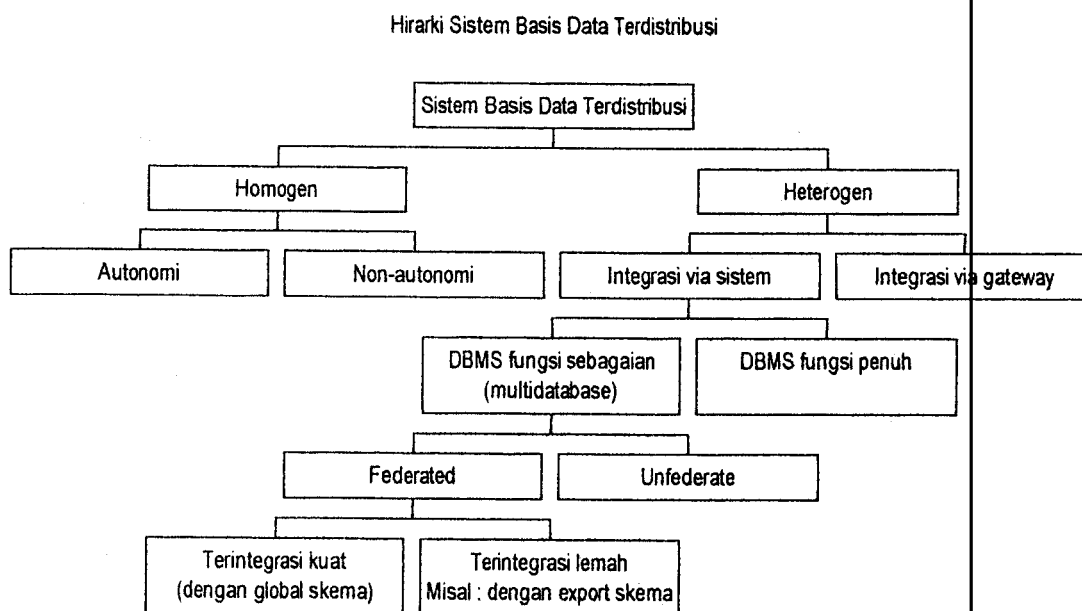 Hirarki Sistem Basis Data Terdistribusi
Sistem Basis Data Terdistribusi
Homogen
Heterogen
Autonomi
Non-autonomi
Integrasi via sistem
Integrasi via gateway
DBMS fungsi sebagaian
(multidatabase)
DBMS fungsi penuh
Federated
Unfederate
Terintegrasi kuat
(dengan global skema)
Terintegrasi lemah
Misal : dengan export skema